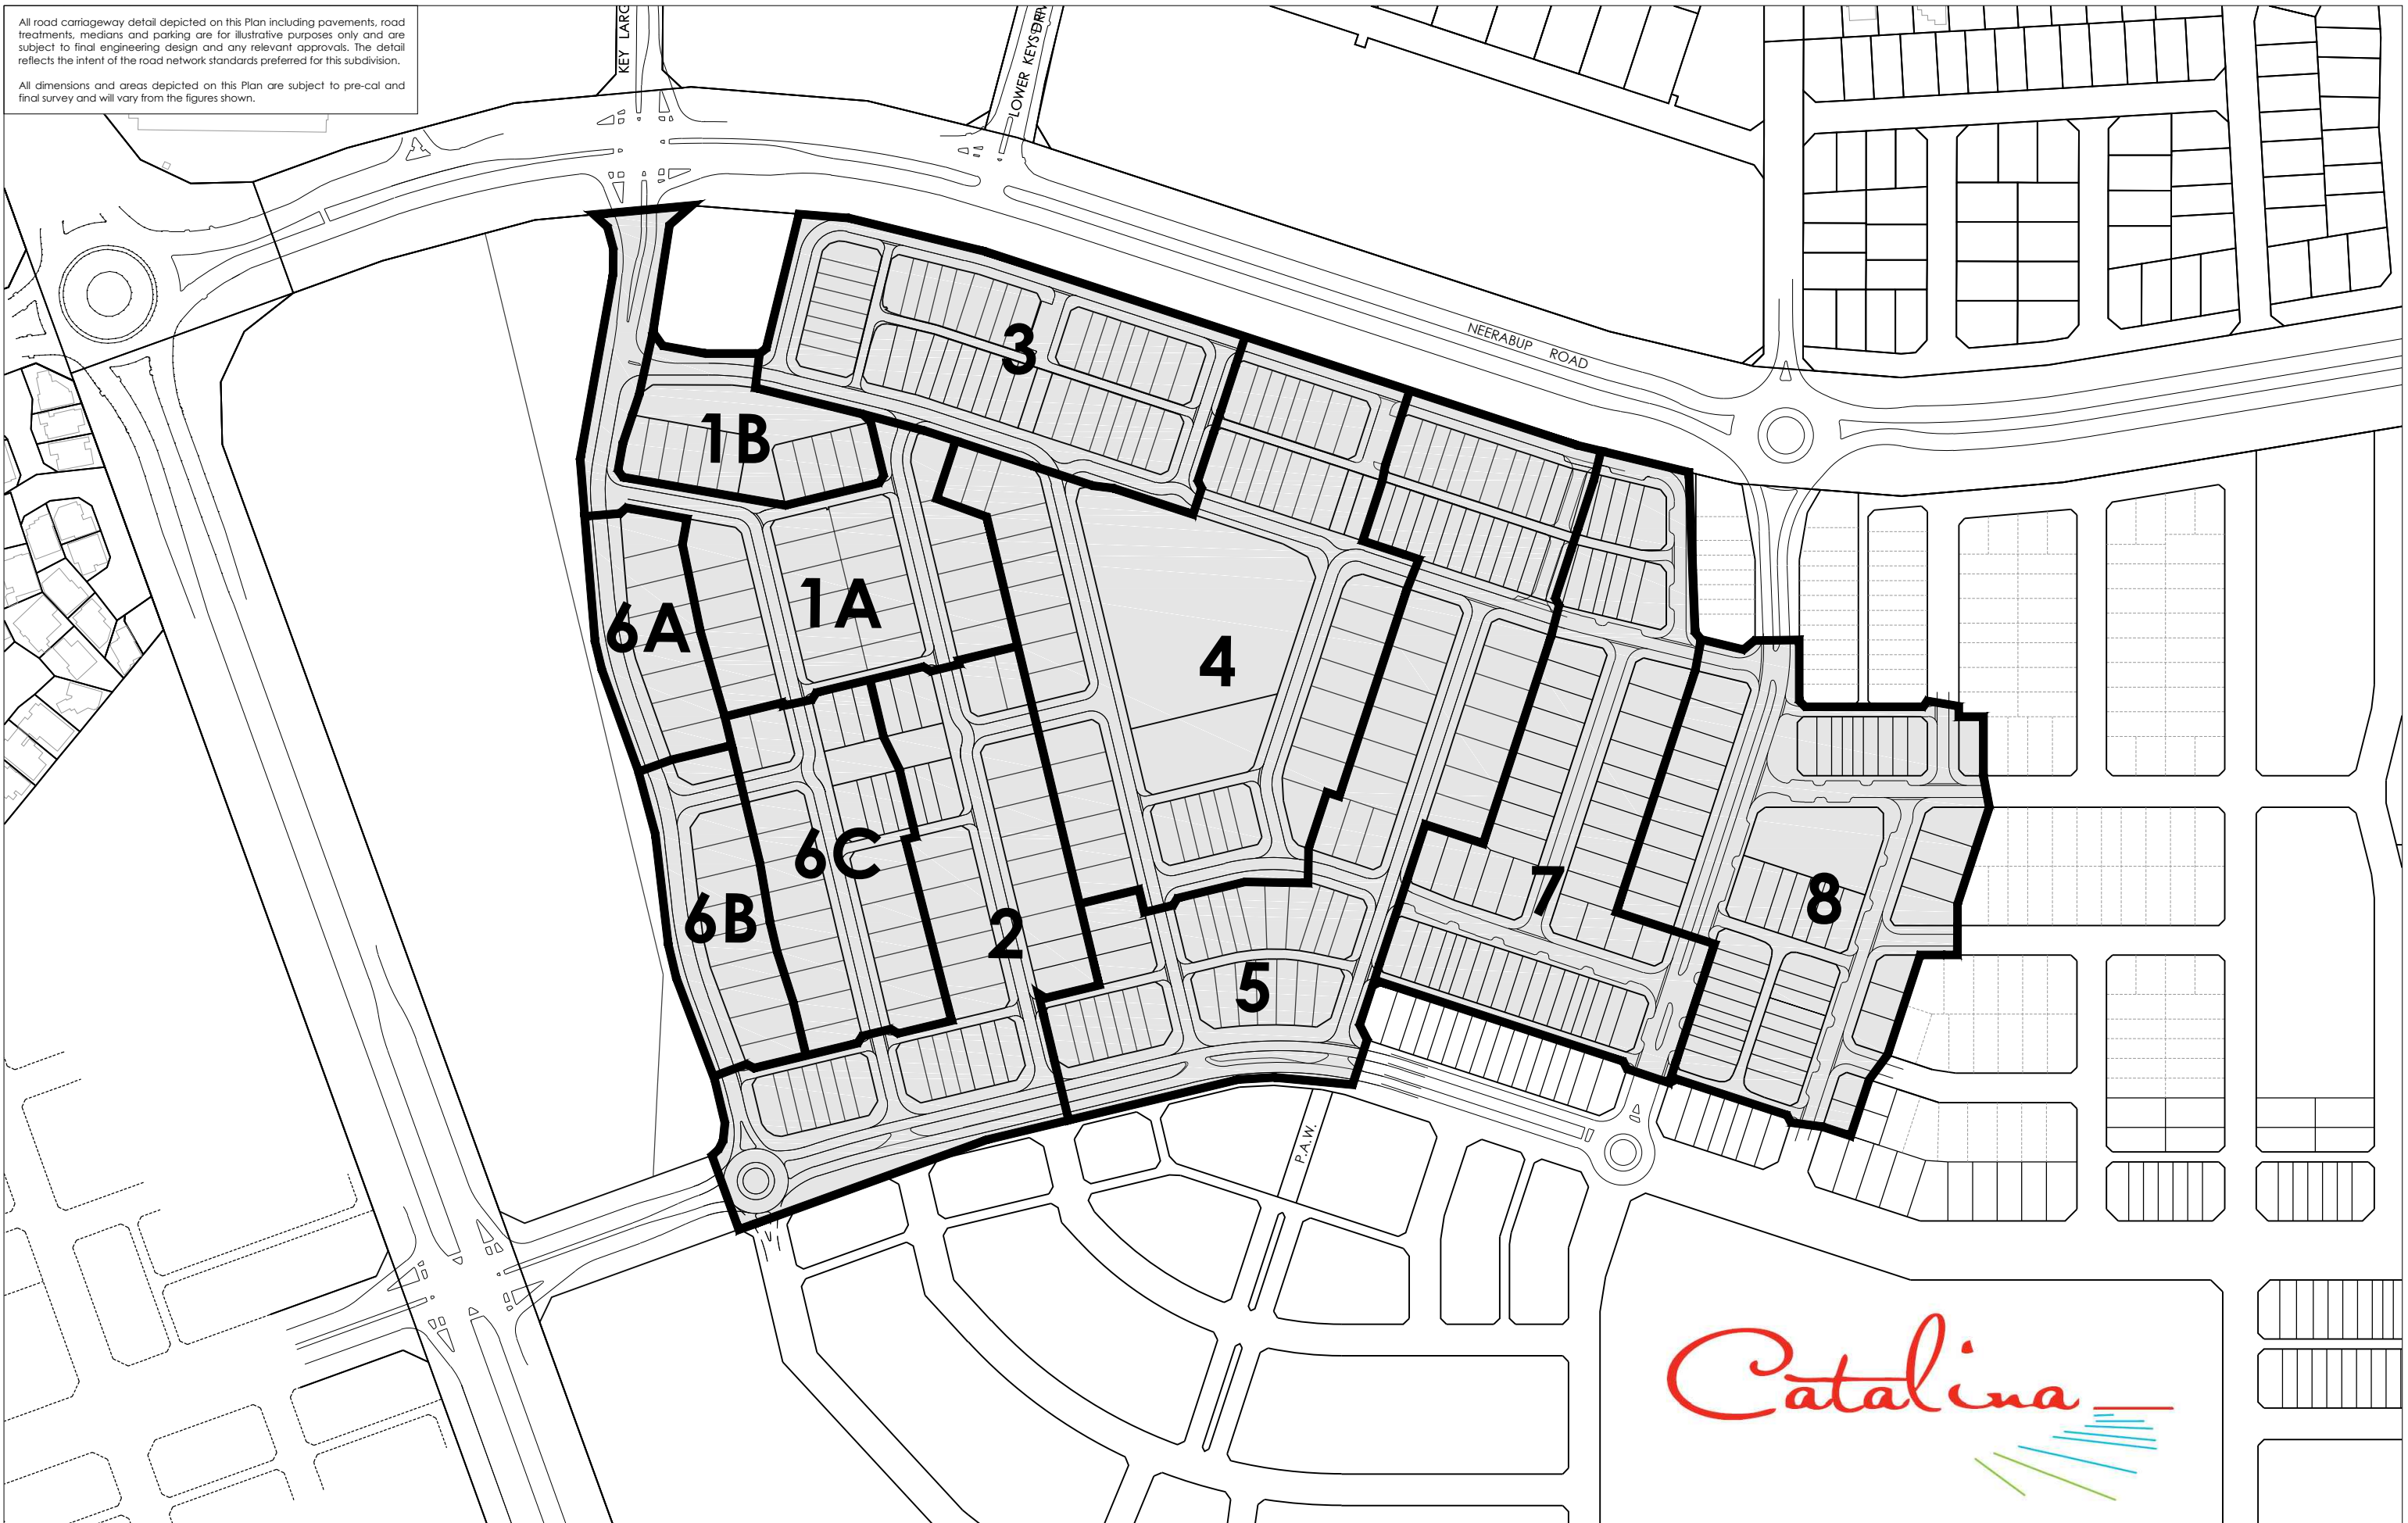 All road carriageway detail depicted on this Plan including pavements, road
treatments, medians and parking are for illustrative purposes only and are
subject to final engineering design and any relevant approvals. The detail
reflects the intent of the road network standards preferred for this subdivision.
All dimensions and areas depicted on this Plan are subject to pre-cal and
final survey and will vary from the figures shown.
KEY LARG
LOWER KEYS DRIV
NEERABUP ROAD
3
1B
1A
6A
4
6C
6B
2
7
8
5
P.A.W.
Catalina